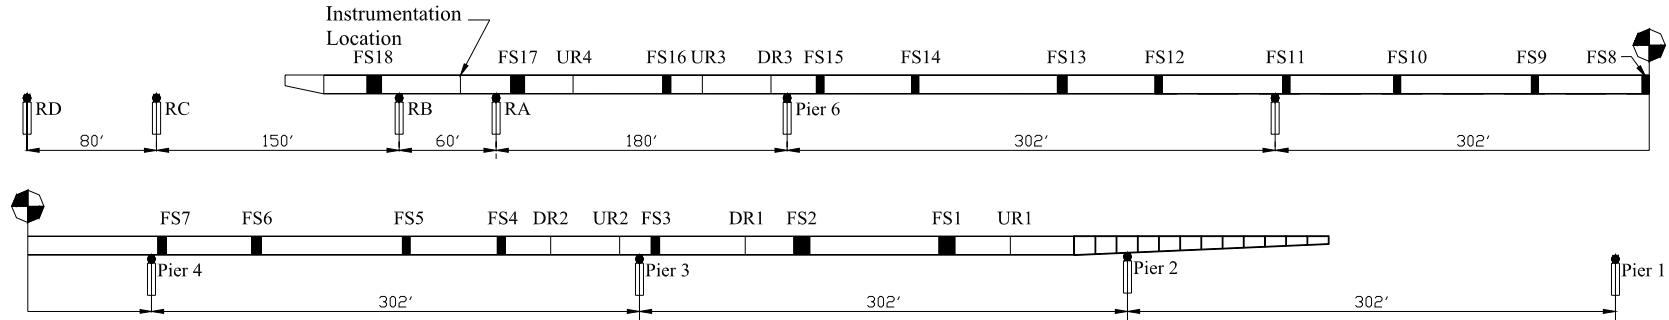 Instrumentation
Location
FS18 FS17 UR4 FS16 UR3 DR3 FS15 FS14 FS13 FS12 FS11 FS10 FS9 FS8
RD RC RB RA Pier 6
80' 150' 60' 180' 302' 302'
FS7 FS6 FS5 FS4 DR2 UR2 FS3 DR1 FS2 FS1 UR1
Pier 4 Pier 3 Pier 2 Pier 1
302' 302' 302'